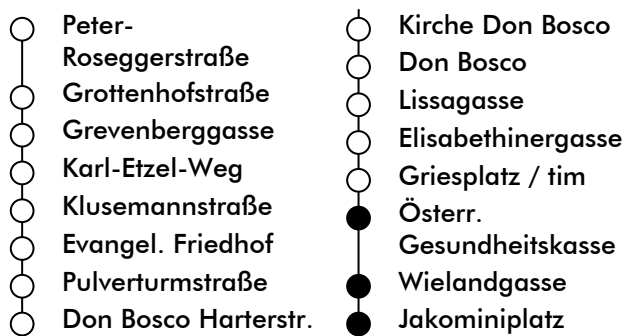 Peter-
Roseggerstraße
Grottenhofstraße
Grevenberggasse
Karl-Etzel-Weg
Klusemannstraße
Evangel. Friedhof
Pulverturmstraße
Don Bosco Harterstr.
Kirche Don Bosco
Don Bosco
Lissagasse
Elisabethinergasse
Griesplatz / tim
Österr.
Gesundheitskasse
Wielandgasse
Jakominiplatz